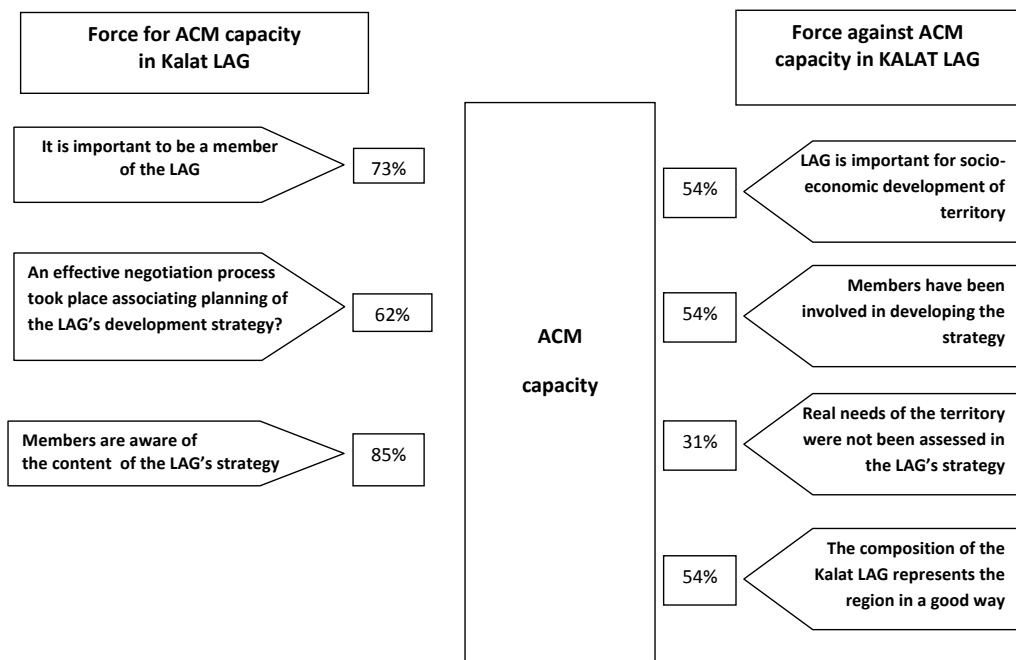 Force for ACM capacity
in Kalat LAG
It is important to be a member
of the LAG
73%
An effective negotiation process
took place associating planning of
the LAG's development strategy?
62%
Members are aware of
the content of the LAG's strategy
85%
ACM
capacity
Force against ACM
capacity in KALAT LAG
54%
LAG is important for socio-
economic development of
territory
54%
Members have been
involved in developing the
strategy
31%
Real needs of the territory
were not been assessed in
the LAG's strategy
54%
The composition of the
Kalat LAG represents the
region in a good way